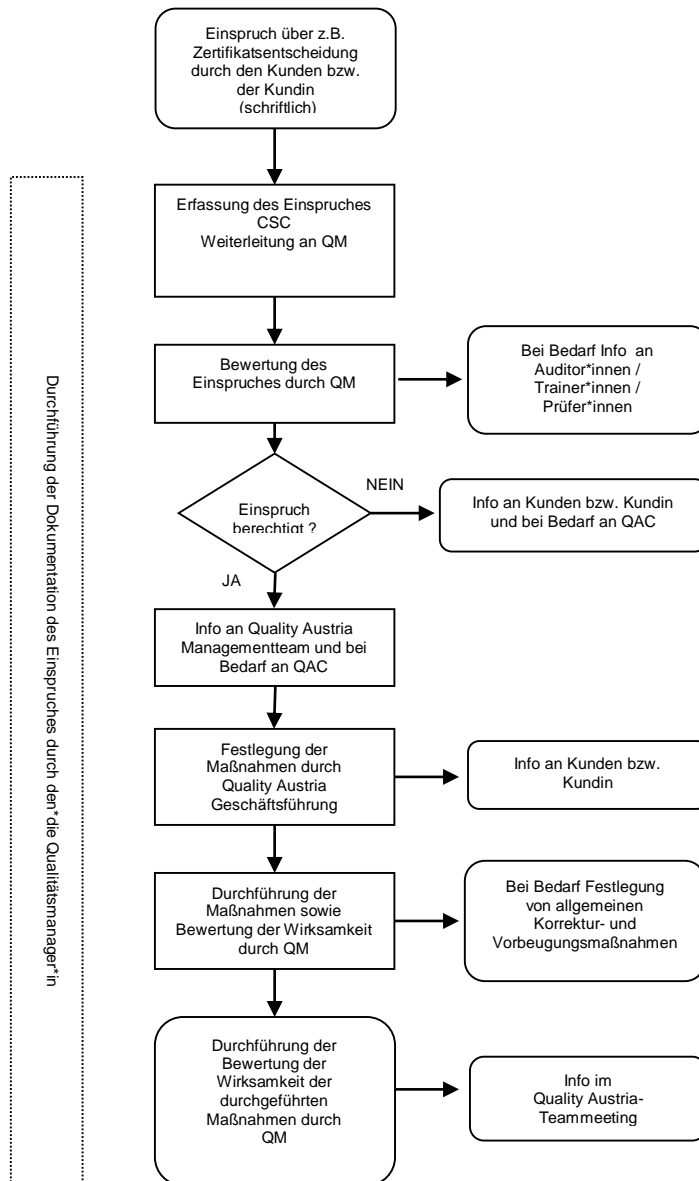 Einspruch über z.B.
Zertifikatsentscheidung
durch den Kunden bzw.
der Kundin
(schriftlich)
Durchführung der Dokumentation des Einspruches durch den*die Qualitätsmanager*in
Erfassung des Einspruches
CSC
Weiterleitung an QM
Bewertung des
Einspruches durch QM
Bei Bedarf Info an
Auditor*innen /
Trainer*innen /
Prüfer*innen
Einspruch
berechtigt ?
NEIN
Info an Kunden bzw. Kundin
und bei Bedarf an QAC
JA
Info an Quality Austria
Managementteam und bei
Bedarf an QAC
Festlegung der
Maßnahmen durch
Quality Austria
Geschäftsführung
Info an Kunden bzw.
Kundin
Durchführung der
Maßnahmen sowie
Bewertung der Wirksamkeit
durch QM
Bei Bedarf Festlegung
von allgemeinen
Korrektur- und
Vorbeugungsmaßnahmen
Durchführung der
Bewertung der
Wirksamkeit der
durchgeführten
Maßnahmen durch
QM
Info im
Quality Austria-
Teammeeting